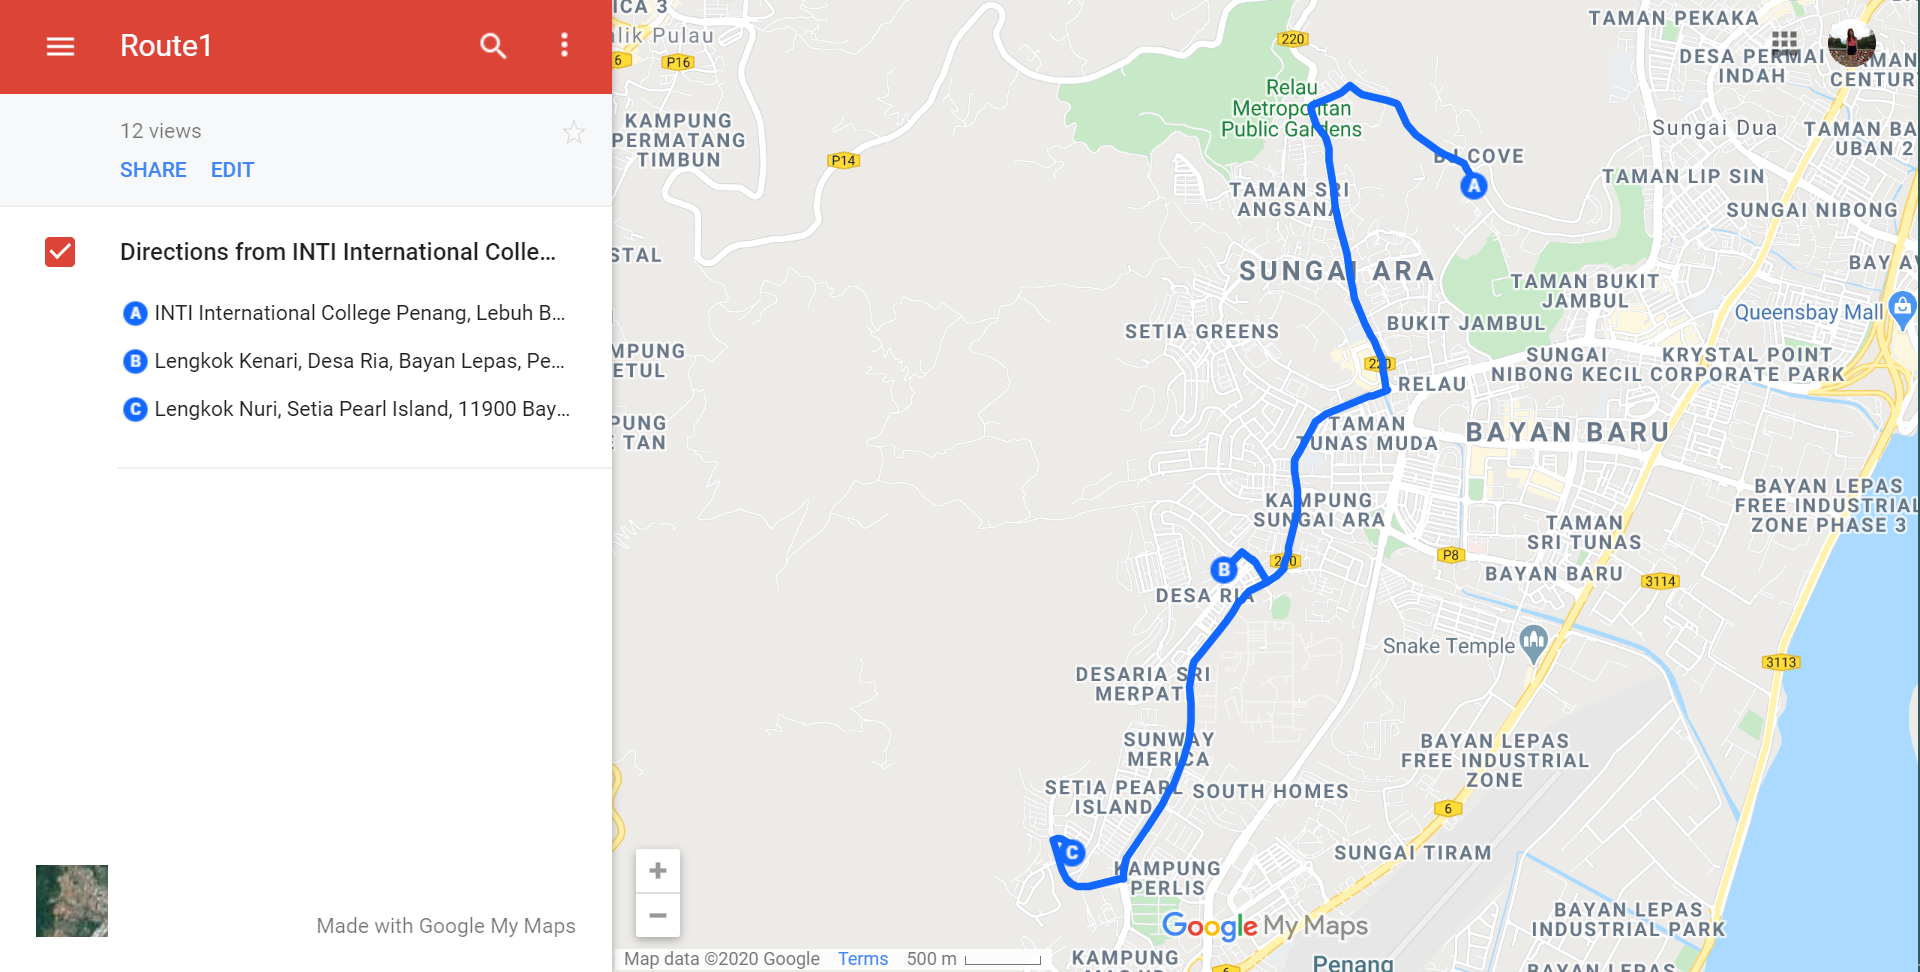 Route1
12 views
SHARE EDIT
Directions from INTI International Colle...
A INTI International College Penang, Lebuh B...
B Lengkok Kenari, Desa Ria, Bayan Lepas, Pe...
C Lengkok Nuri, Setia Pearl Island, 11900 Bay...
Made with Google My Maps
ICA 3
alik Pulau
6
P16
KAMPUNG
PERMATANG
TIMBUN
P14
STAL
MPUNG
ETUL
PUNG
E TAN
220
Relau
Metropolitan
Public Gardens
BJ COVE
A
TAMAN SRI
ANGSANA
SUNGAI ARA
SETIA GREENS
220
RELAU
TAMAN
TUNAS MUDA
KAMPUNG
SUNGAI ARA
220
B
DESA RIA
DESARIA SRI
MERPATI
SUNWAY
MERICA
SETIA PEARL
ISLAND
SOUTH HOMES
C
KAMPUNG
PERLIS
TAMAN PEKAKA
DESA PERMAI
INDAH
TAMAN
CENTUR
Sungai Dua
TAMAN BA
UBAN 2
TAMAN LIP SIN
SUNGAI NIBONG
BAY AV
TAMAN BUKIT
JAMBUL
Queensbay Mall
BUKIT JAMBUL
SUNGAI
NIBONG KECIL
KRYSTAL POINT
CORPORATE PARK
BAYAN BARU
BAYAN LEPAS
FREE INDUSTRIAL
ZONE PHASE 3
TAMAN
SRI TUNAS
P8
BAYAN BARU
3114
Snake Temple
3113
BAYAN LEPAS
FREE INDUSTRIAL
ZONE
6
SUNGAI TIRAM
BAYAN LEPAS
INDUSTRIAL PARK
Google My Maps
KAMPUNG
6
Penang
BAYAN LEPAS
Map data ©2020 Google Terms 500 m